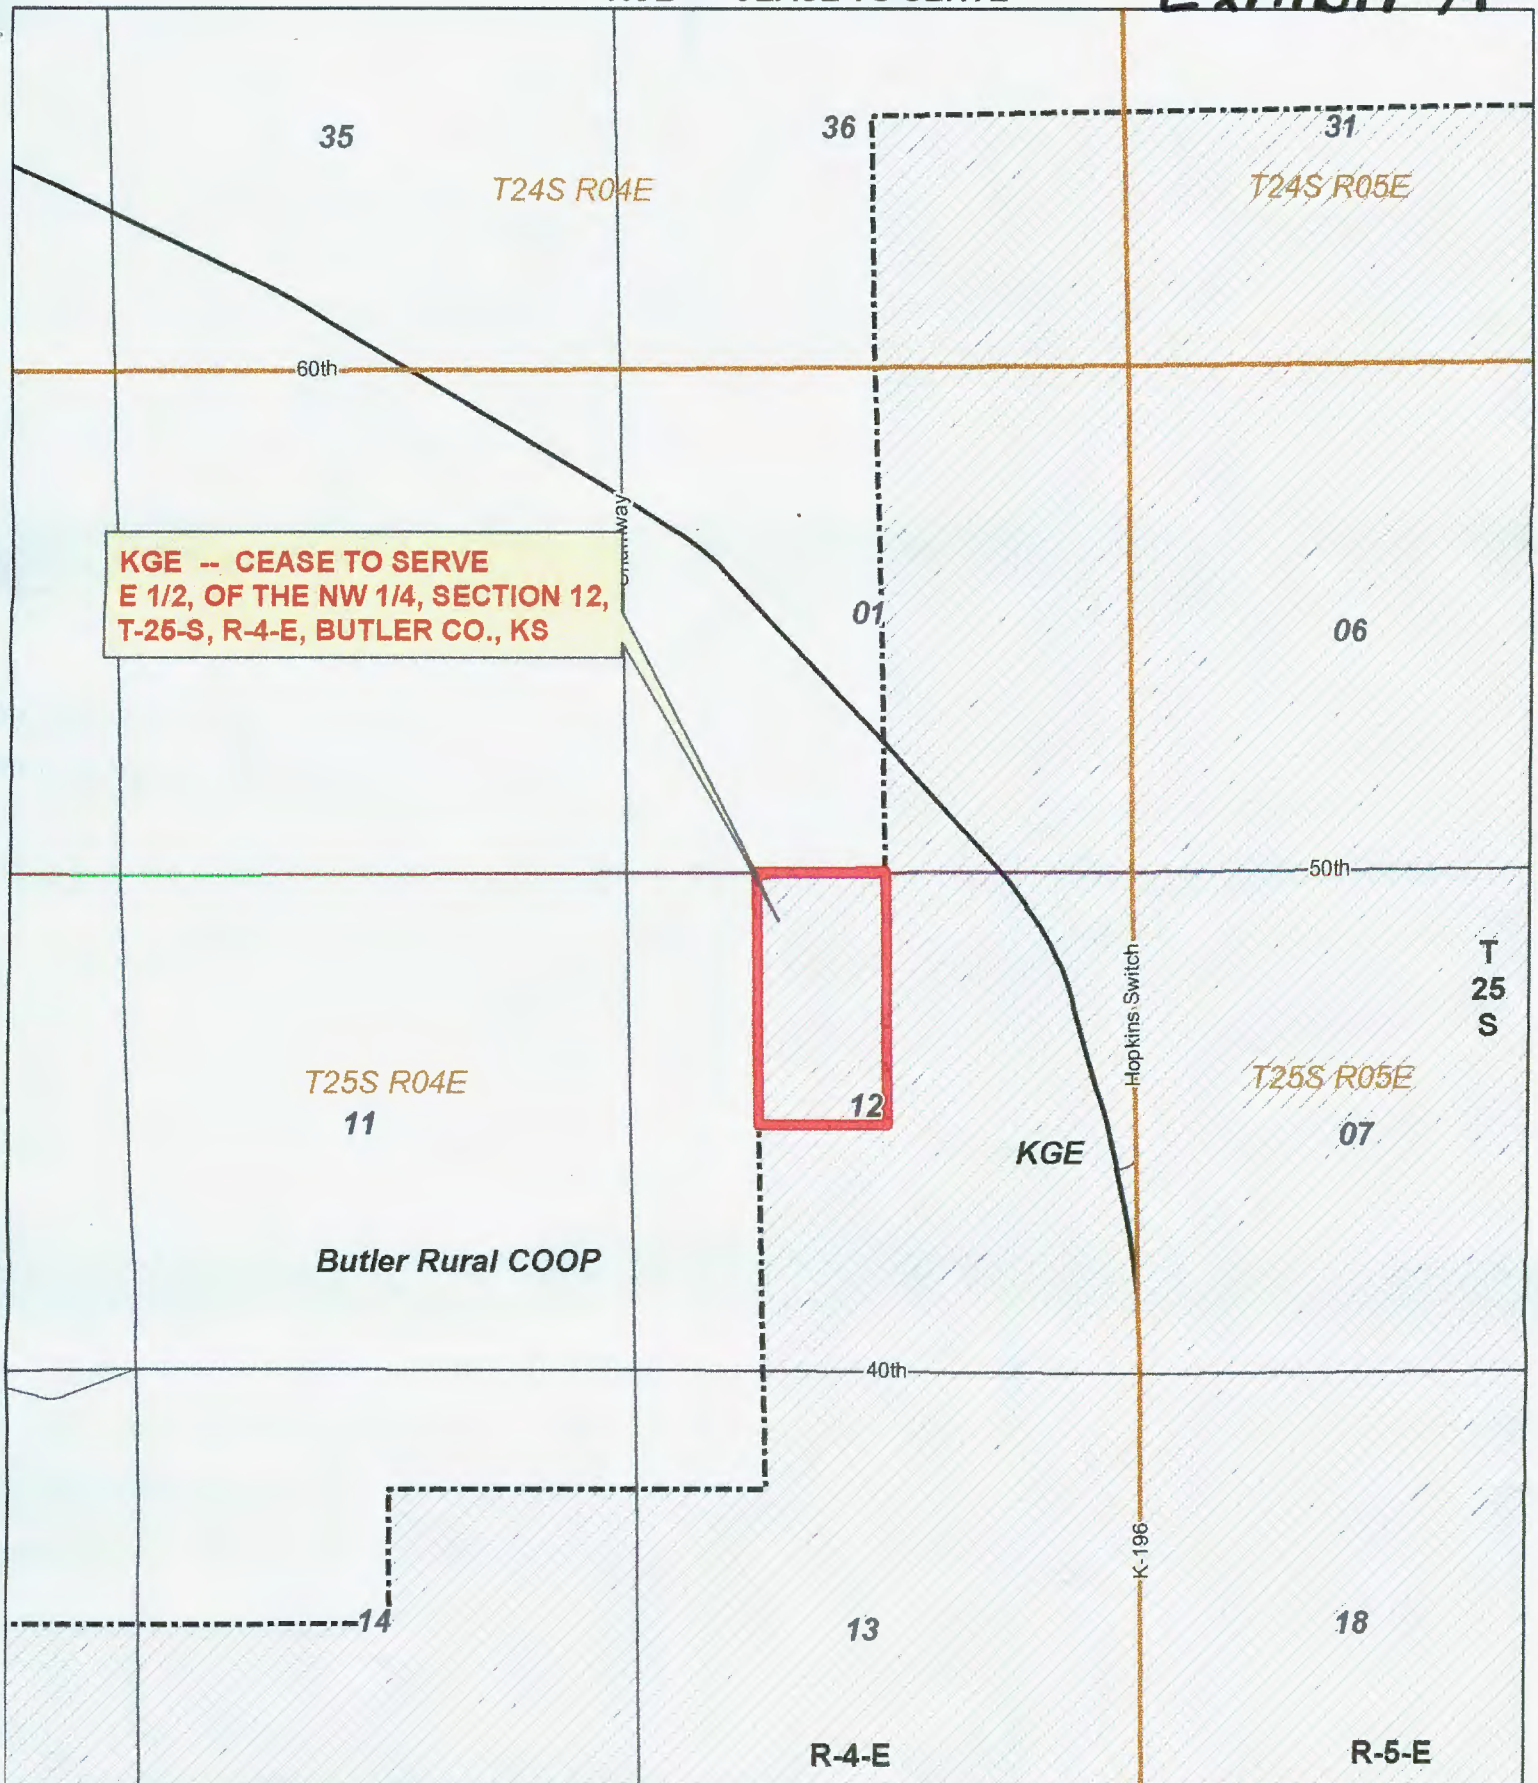 35
36
31
T24S R04E
T24S R05E
60th
KGE -- CEASE TO SERVE
E 1/2, OF THE NW 1/4, SECTION 12,
T-25-S, R-4-E, BUTLER CO., KS
01
06
50th
T
25
S
Hopkins Switch
T25S R04E
11
12
T25S R05E
07
KGE
Butler Rural COOP
40th
K-196
14
13
18
R-4-E
R-5-E